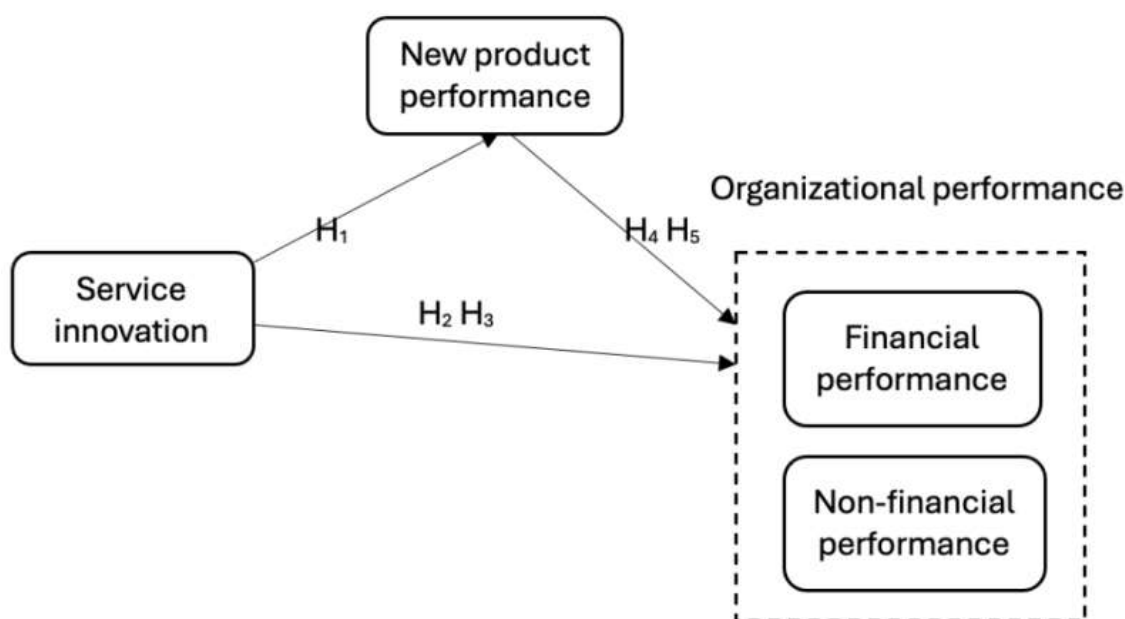 New product
performance
Organizational performance
H₁
H₄ H₅
Service
innovation
H₂ H₃
Financial
performance
Non-financial
performance